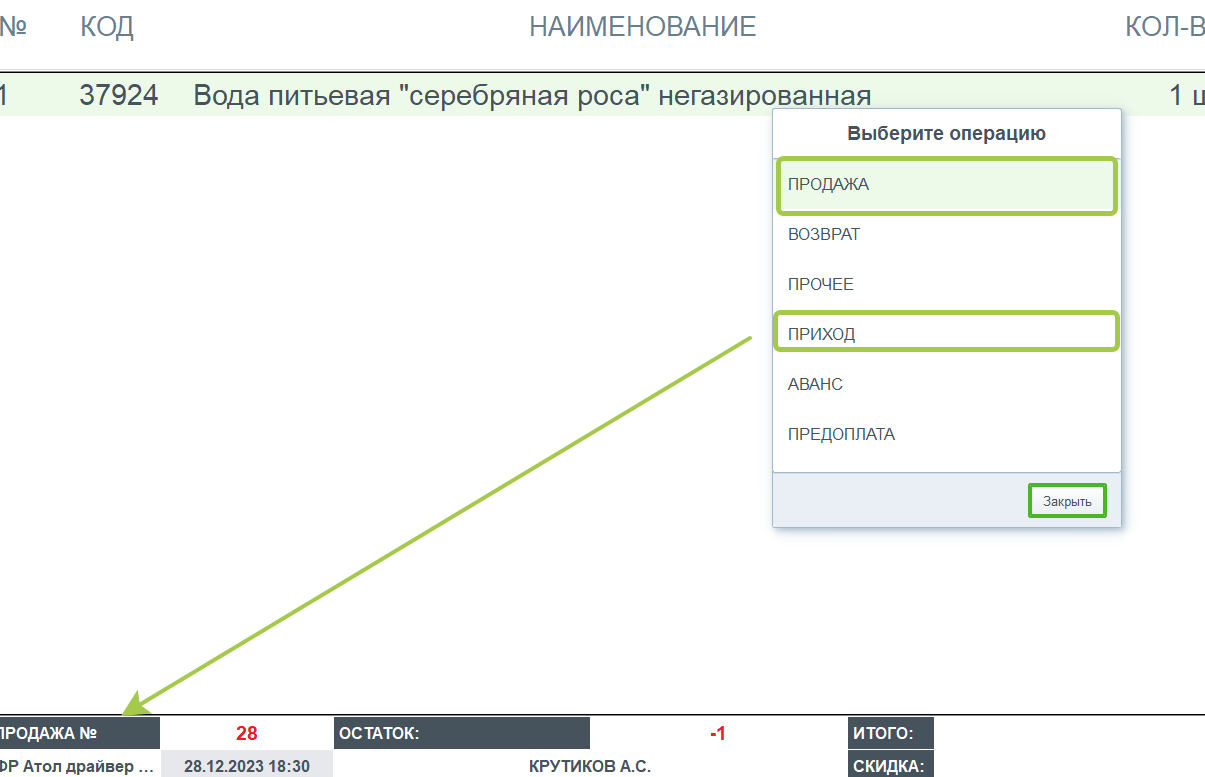 № КОД НАИМЕНОВАНИЕ КОЛ-В
1 37924 Вода питьевая "серебряная роса" негазированная 1 ш
Выберите операцию
ПРОДАЖА
ВОЗВРАТ
ПРОЧЕЕ
ПРИХОД
АВАНС
ПРЕДОПЛАТА
Закрыть
ПРОДАЖА № 28 ОСТАТОК: -1 ИТОГО:
ФР Атол драйвер ... 28.12.2023 18:30 КРУТИКОВ А.С. СКИДКА: